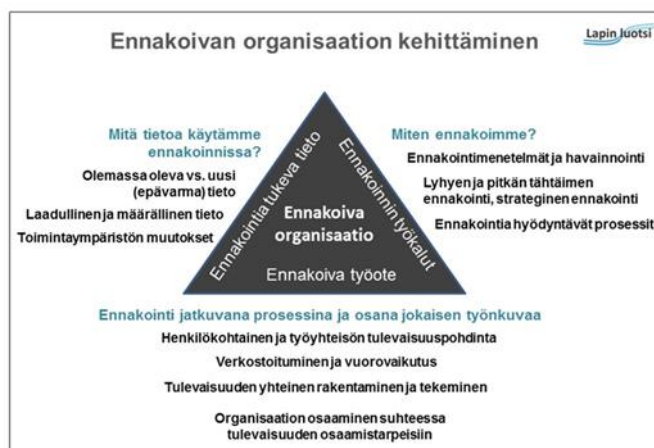 Ennakoivan organisaation kehittäminen
Lapin luotsi
Mitä tietoa käytämme
ennakoinnissa?
Olemassa oleva vs. uusi
(epävarma) tieto
Laadullinen ja määrällinen tieto
Toimintaympäristön muutokset
Ennakointia tukeva tieto
Ennakoinnin työkalut
Ennakoiva
organisaatio
Ennakoiva työote
Miten ennakoimme?
Ennakointimenetelmät ja havainnointi
Lyhyen ja pitkän tähtäimen
ennakointi, strateginen ennakointi
Ennakointia hyödyntävät prosessit
Ennakointi jatkuvana prosessina ja osana jokaisen työnkuvaa
Henkilökohtainen ja työyhteisön tulevaisuuspohdinta
Verkostoituminen ja vuorovaikutus
Tulevaisuuden yhteinen rakentaminen ja tekeminen
Organisaation osaaminen suhteessa
tulevaisuuden osaamistarpeisiin